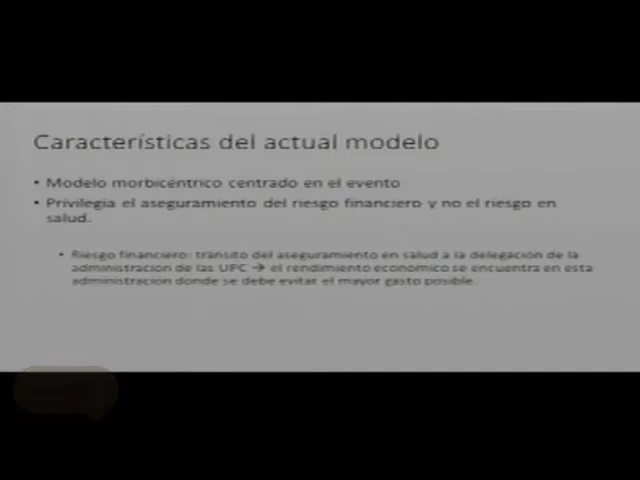 Características del actual modelo
• Modelo morbicéntrico centrado en el evento
• Privilegia el aseguramiento del riesgo financiero y no el riesgo en
salud.
• Riesgo financiero: tránsito del aseguramiento en salud a la delegación de la
administración de las UPC → el rendimiento económico se encuentra en esta
administración donde se debe evitar el mayor gasto posible.